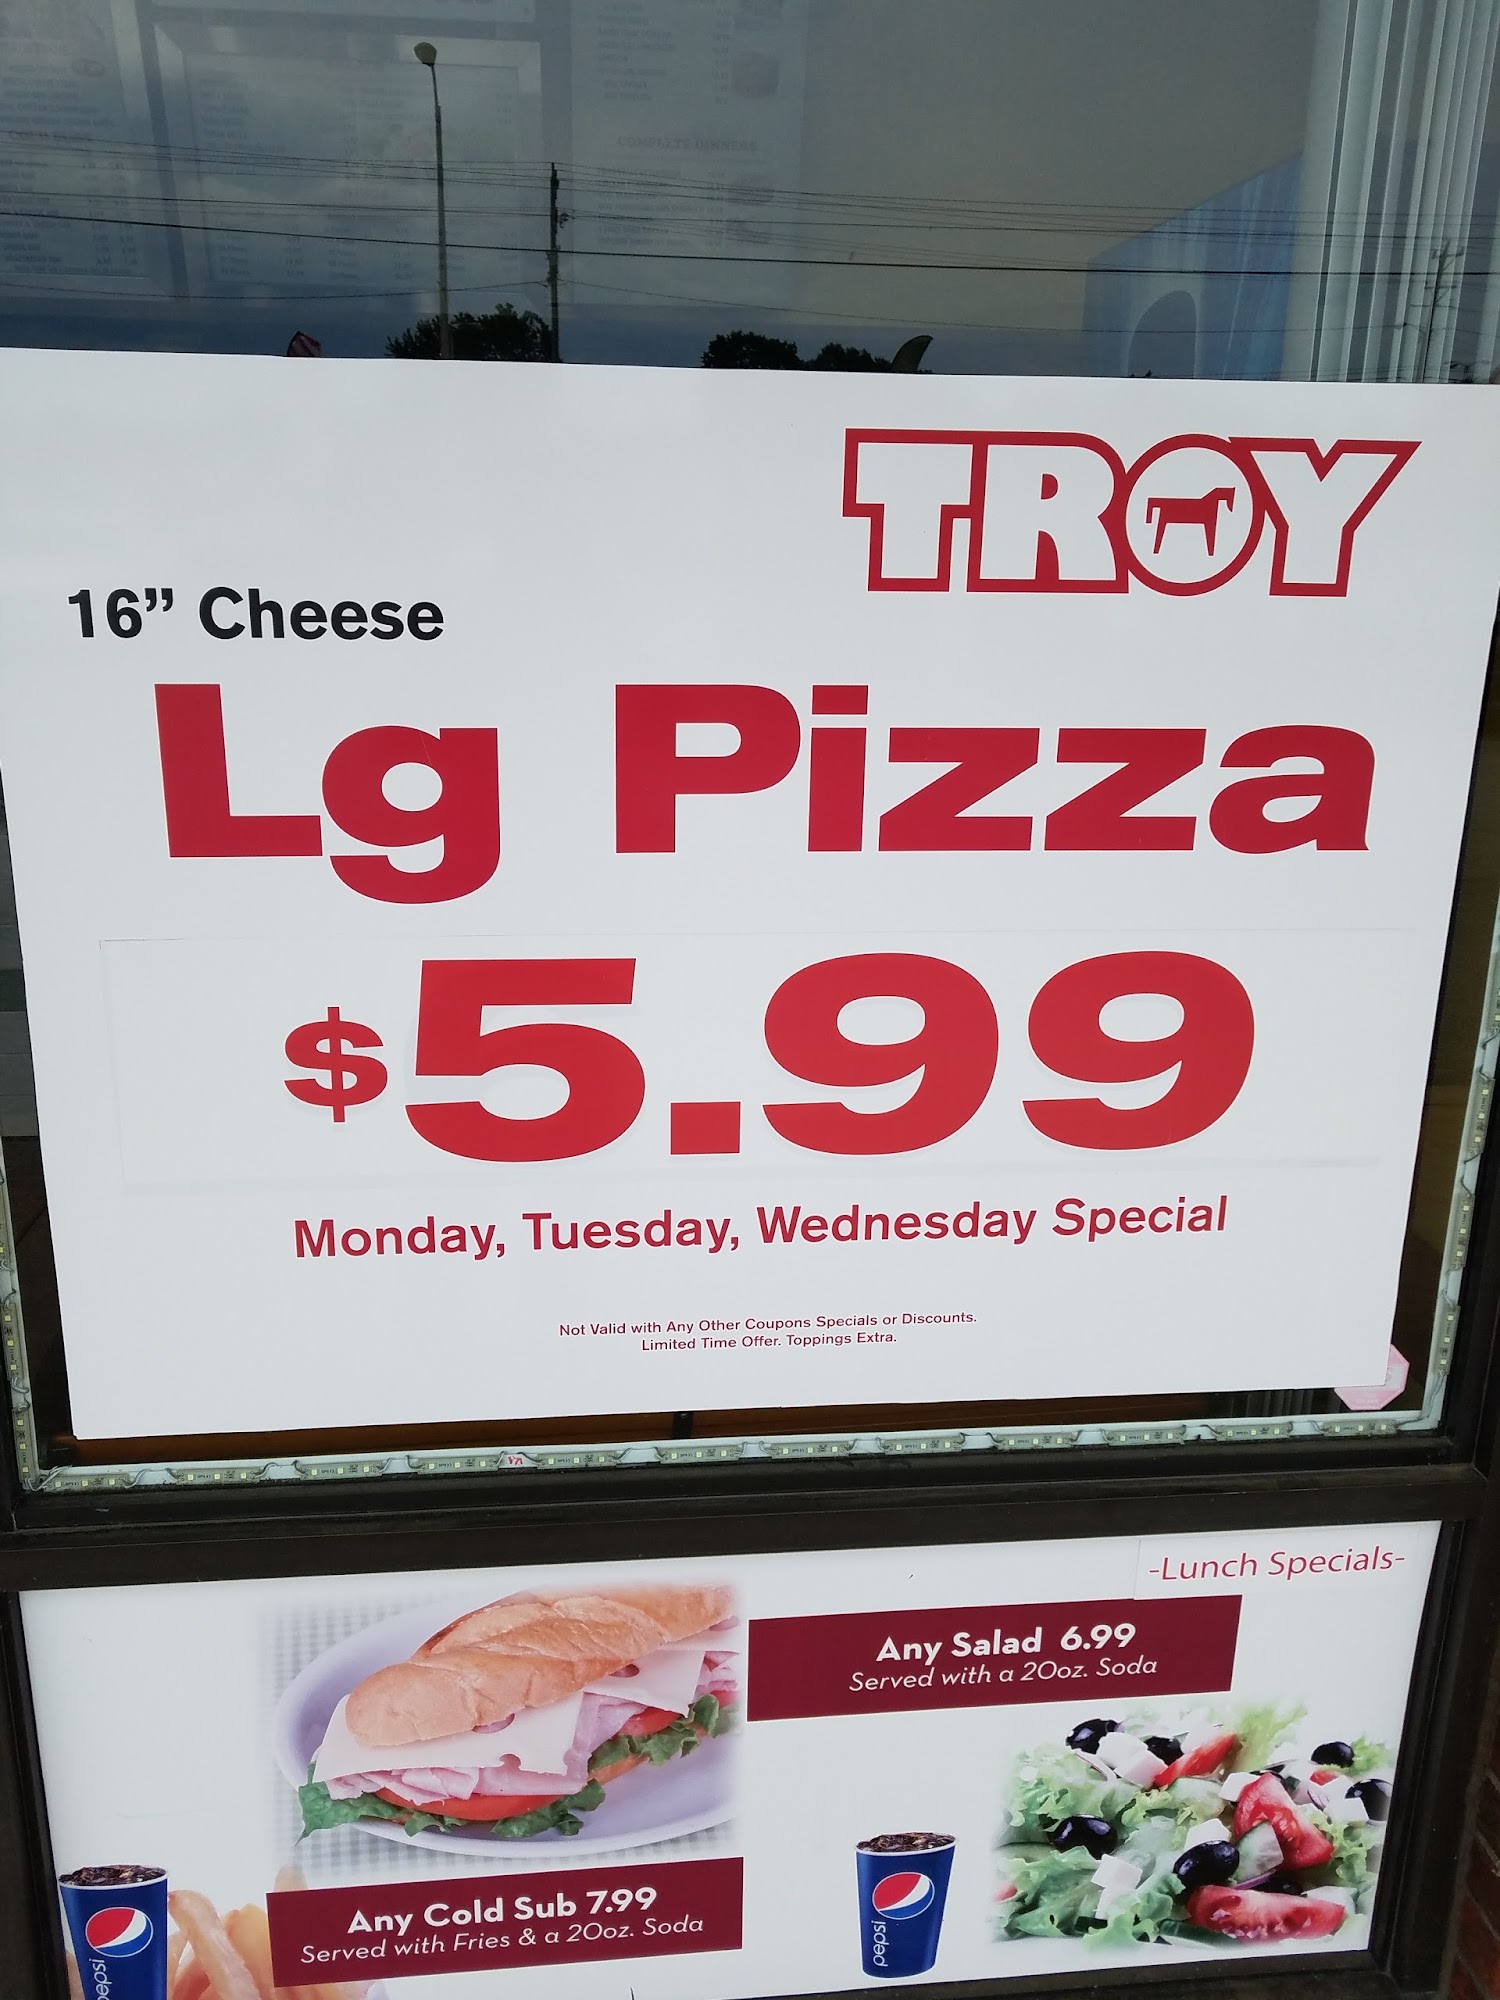 COMPLETE DINNERS
TROY
16” Cheese
Lg Pizza
$5.99
Monday, Tuesday, Wednesday Special
Not Valid with Any Other Coupons Specials or Discounts.
Limited Time Offer. Toppings Extra.
-Lunch Specials-
Any Salad 6.99
Served with a 20oz. Soda
Any Cold Sub 7.99
Served with Fries & a 20oz. Soda
pepsi
pepsi